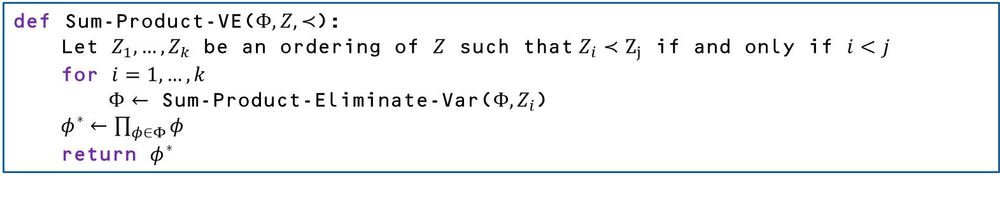 def Sum-Product-VE(Φ, Z, ≺):
Let Z₁, …, Zₖ be an ordering of Z such that Zᵢ ≺ Zⱼ if and only if i < j
for i = 1, …, k
Φ ← Sum-Product-Eliminate-Var(Φ, Zᵢ)
ϕ* ← ∏_{ϕ∈Φ} ϕ
return ϕ*